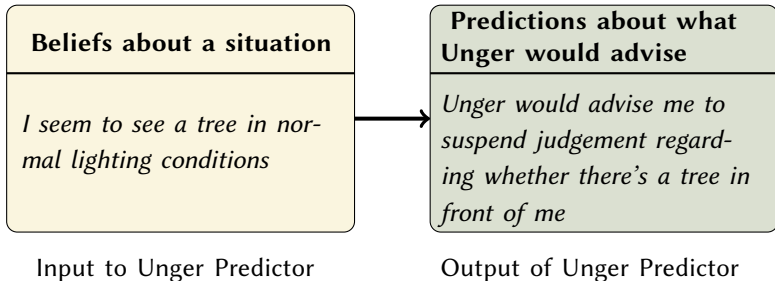 Beliefs about a situation
I seem to see a tree in nor-
mal lighting conditions
Input to Unger Predictor
Predictions about what
Unger would advise
Unger would advise me to
suspend judgement regard-
ing whether there's a tree in
front of me
Output of Unger Predictor